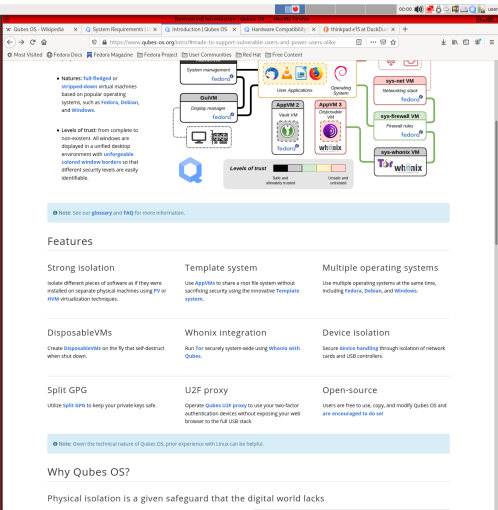 00:00
user
[untrusted] Introduction | Qubes OS - Mozilla Firefox
Qubes OS - Wikipedia
System Requirements |
Introduction | Qubes OS
Hardware Compatibility
thinkpad e15 at DuckDuc
https://www.qubes-os.org/intro/#made-to-support-vulnerable-users-and-power-users-alike
Most Visited
Fedora Docs
Fedora Magazine
Fedora Project
User Communities
Red Hat
Free Content
Natures: full-fledged or
stripped-down virtual machines
based on popular operating
systems, such as Fedora, Debian,
and Windows.
Levels of trust: from complete to
non-existent. All windows are
displayed in a unified desktop
environment with unforgeable
colored window borders so that
different security levels are easily
identifiable.
System management
fedora
GuiVM
Display manager
fedora
User Applications
Operating
System
AppVM 2
Vault VM
fedora
AppVM 3
Disposable
VM
whonix
sys-net VM
Networking stack
fedora
sys-firewall VM
Firewall rules
fedora
sys-whonix VM
Tor
whonix
Levels of trust
Safe and
ultimately trusted
Unsafe and
untrusted
Note: See our glossary and FAQ for more information.
Features
Strong isolation
Isolate different pieces of software as if they were
installed on separate physical machines using PV or
HVM virtualization techniques.
Template system
Use AppVMs to share a root file system without
sacrificing security using the innovative Template
system.
Multiple operating systems
Use multiple operating systems at the same time,
including Fedora, Debian, and Windows.
DisposableVMs
Create DisposableVMs on the fly that self-destruct
when shut down.
Whonix integration
Run Tor securely system-wide using Whonix with
Qubes.
Device isolation
Secure device handling through isolation of network
cards and USB controllers.
Split GPG
Utilize Split GPG to keep your private keys safe.
U2F proxy
Operate Qubes U2F proxy to use your two-factor
authentication devices without exposing your web
browser to the full USB stack.
Open-source
Users are free to use, copy, and modify Qubes OS and
are encouraged to do so!
Note: Given the technical nature of Qubes OS, prior experience with Linux can be helpful.
Why Qubes OS?
Physical isolation is a given safeguard that the digital world lacks